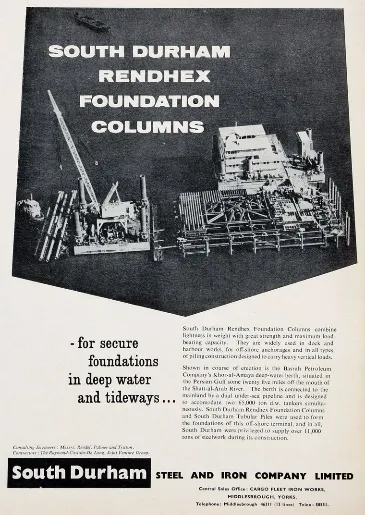 SOUTH DURHAM
RENDHEX
FOUNDATION
COLUMNS
- for secure
foundations
in deep water
and tideways...
South Durham Rendhex Foundation Columns combine
lightness in weight with great strength and maximum load
bearing capacity. They are widely used in dock and
harbour works, for off-shore anchorages and in all types
of piling construction designed to carry heavy vertical loads.
Shown in course of erection is the Basrah Petroleum
Company's Khor-al-Amaya deep-water berth, situated in
the Persian Gulf some twenty five miles off the mouth of
the Shatt-al-Arab River. The berth is connected to the
mainland by a dual under-sea pipeline and is designed
to accomodate two 65,000 ton d.w. tankers simultan-
eously. South Durham Rendhex Foundation Columns
and South Durham Tubular Piles were used to form
the foundations of this off-shore terminal, and in all,
South Durham were privileged to supply over 11,000
tons of steelwork during its construction.
Consulting Engineers : Messrs. Rendel, Palmer and Tritton.
Contractors : The Raymond-Costain-De Long, Joint Venture Group.
South Durham STEEL AND IRON COMPANY LIMITED
Central Sales Office: CARGO FLEET IRON WORKS,
MIDDLESBROUGH, YORKS.
Telephone: Middlesbrough 46311 (12 lines) Telex: